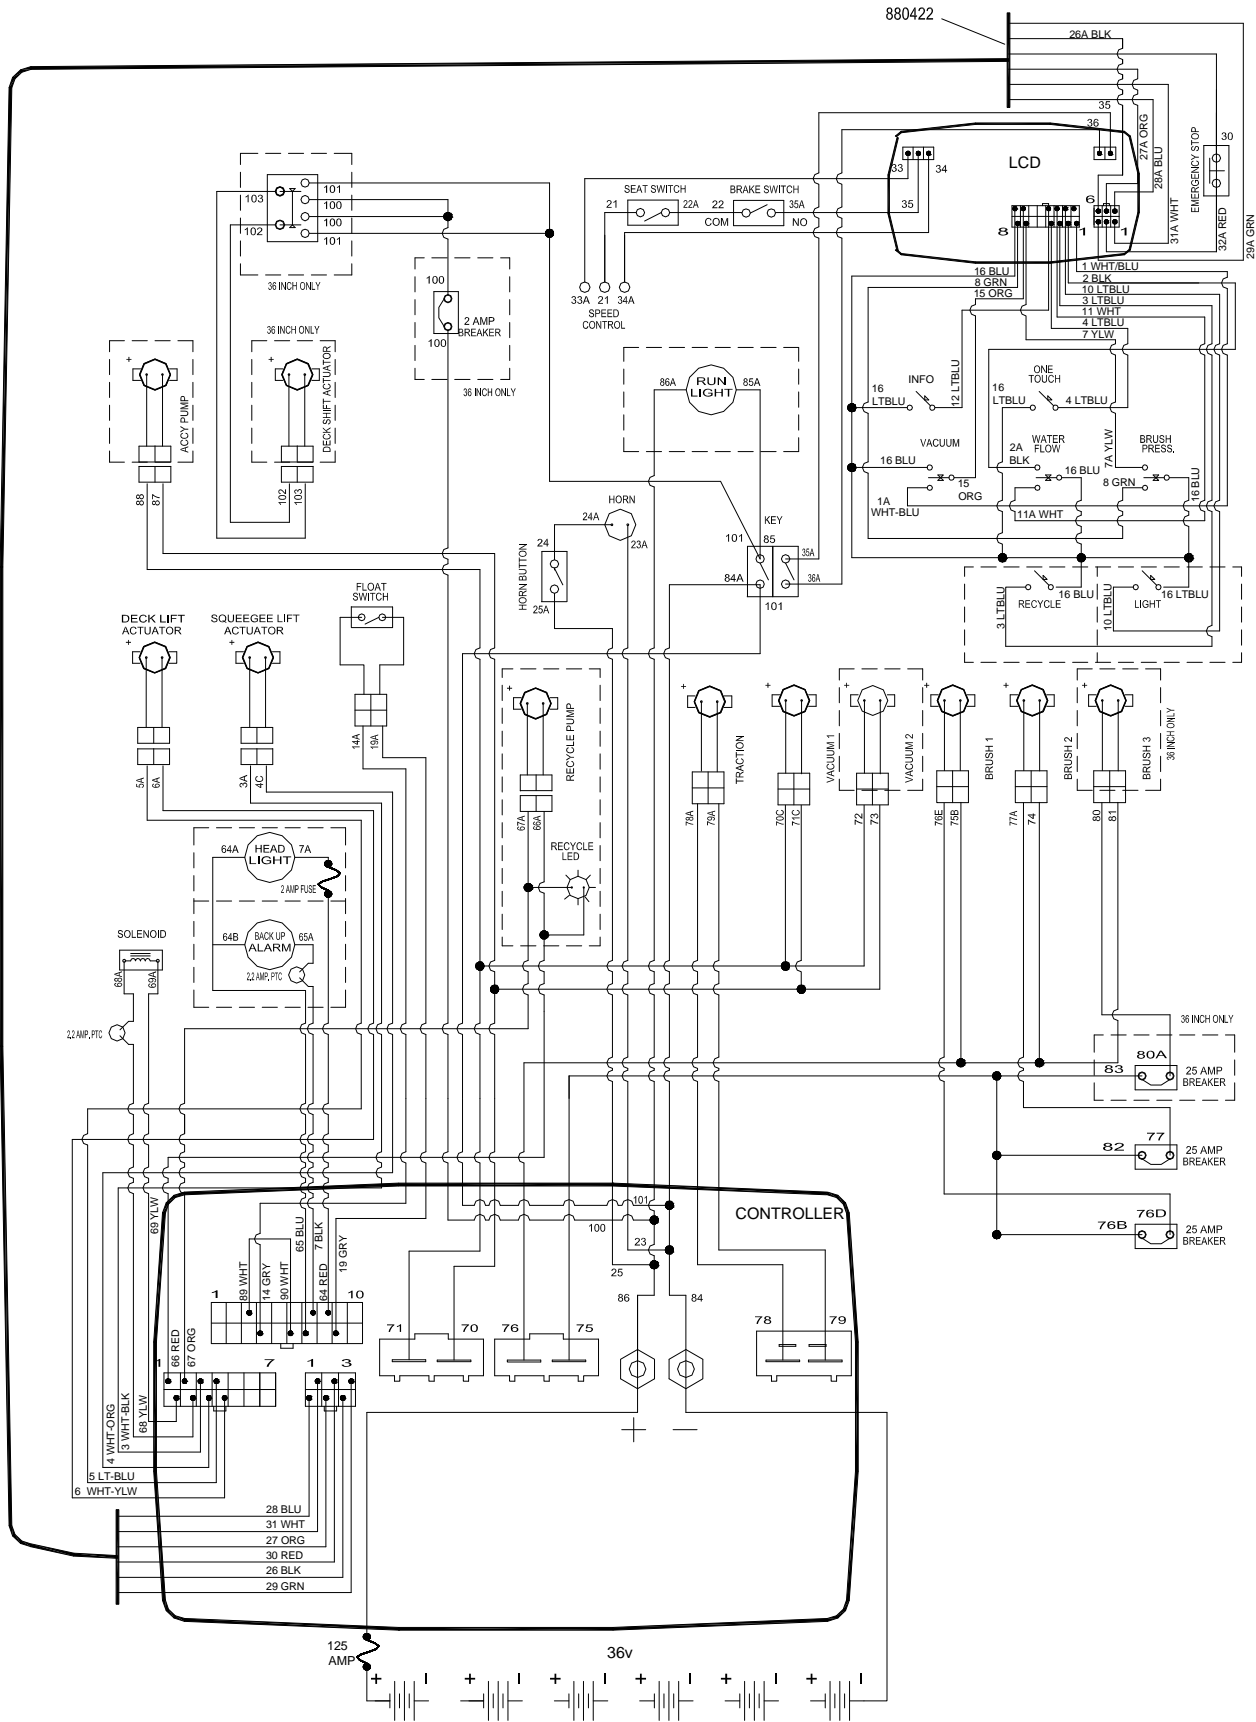 880422
26A BLK
35
36
27A ORG
28A BLU
31A WHT
EMERGENCY STOP
30
32A RED
29A GRN
LCD
33
34
35
6
8
1
1
103
101
100
100
102
101
36 INCH ONLY
SEAT SWITCH
BRAKE SWITCH
21
22A
22
35A
COM
NO
33A
21
34A
SPEED
CONTROL
16 BLU
8 GRN
15 ORG
1 WHT/BLU
2 BLK
10 LTBLU
3 LTBLU
11 WHT
4 LTBLU
7 YLW
100
2 AMP
BREAKER
100
36 INCH ONLY
36 INCH ONLY
+
ACCY PUMP
+
DECK SHIFT ACTUATOR
88
87
102
103
86A
RUN
LIGHT
85A
16
LTBLU
INFO
12 LTBLU
16
LTBLU
ONE
TOUCH
4 LTBLU
VACUUM
16 BLU
15
ORG
1A
WHT-BLU
2A
BLK
WATER
FLOW
16 BLU
11A WHT
7A YLW
BRUSH
PRESS.
8 GRN
16 BLU
HORN
24A
23A
24
HORN BUTTON
25A
KEY
101
85
35A
84A
36A
101
3 LTBLU
16 BLU
RECYCLE
10 LTBLU
LIGHT
16 LTBLU
FLOAT
SWITCH
DECK LIFT
ACTUATOR
SQUEEGEE LIFT
ACTUATOR
+
+
5A
6A
3A
4C
14A
19A
+
RECYCLE PUMP
67A
66A
RECYCLE
LED
+
TRACTION
78A
79A
+
VACUUM 1
70C
71C
+
VACUUM 2
72
73
+
BRUSH 1
76E
75B
+
BRUSH 2
77A
74
+
BRUSH 3
36 INCH ONLY
80
81
64A
HEAD
LIGHT
7A
2 AMP FUSE
64B
BACK UP
ALARM
65A
2.2 AMP. PTC
SOLENOID
68A
69A
2.2 AMP. PTC
36 INCH ONLY
80A
83
25 AMP
BREAKER
77
82
25 AMP
BREAKER
76D
76B
25 AMP
BREAKER
CONTROLLER
101
100
23
25
86
84
69 YLW
65 BLU
7 BLK
89 WHT
14 GRY
90 WHT
64 RED
19 GRY
1
10
66 RED
67 ORG
1
7
1
3
71
70
76
75
78
79
4 WHT-ORG
3 WHT-BLK
68 YLW
5 LT-BLU
6 WHT-YLW
+ −
28 BLU
31 WHT
27 ORG
30 RED
26 BLK
29 GRN
125
AMP
36v
+ − + − + − + − + − + −